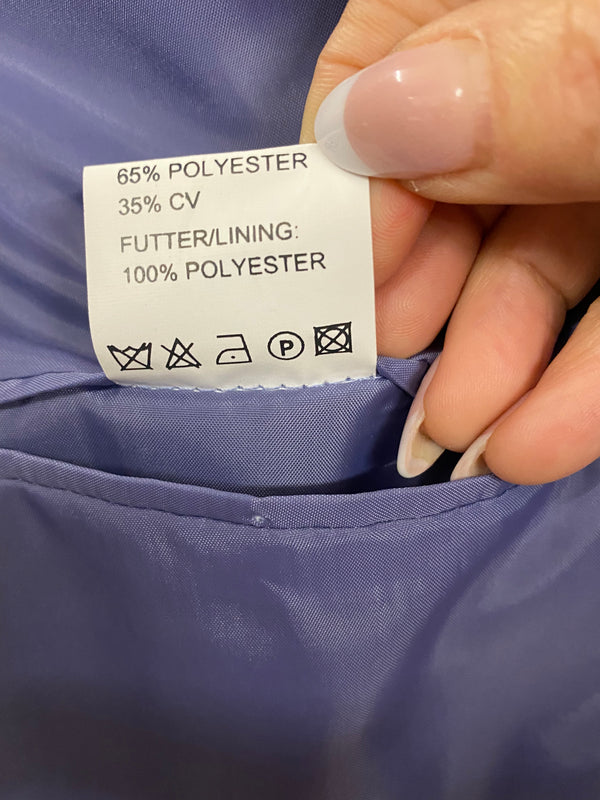 65% POLYESTER
35% CV
FUTTER/LINING:
100% POLYESTER
P